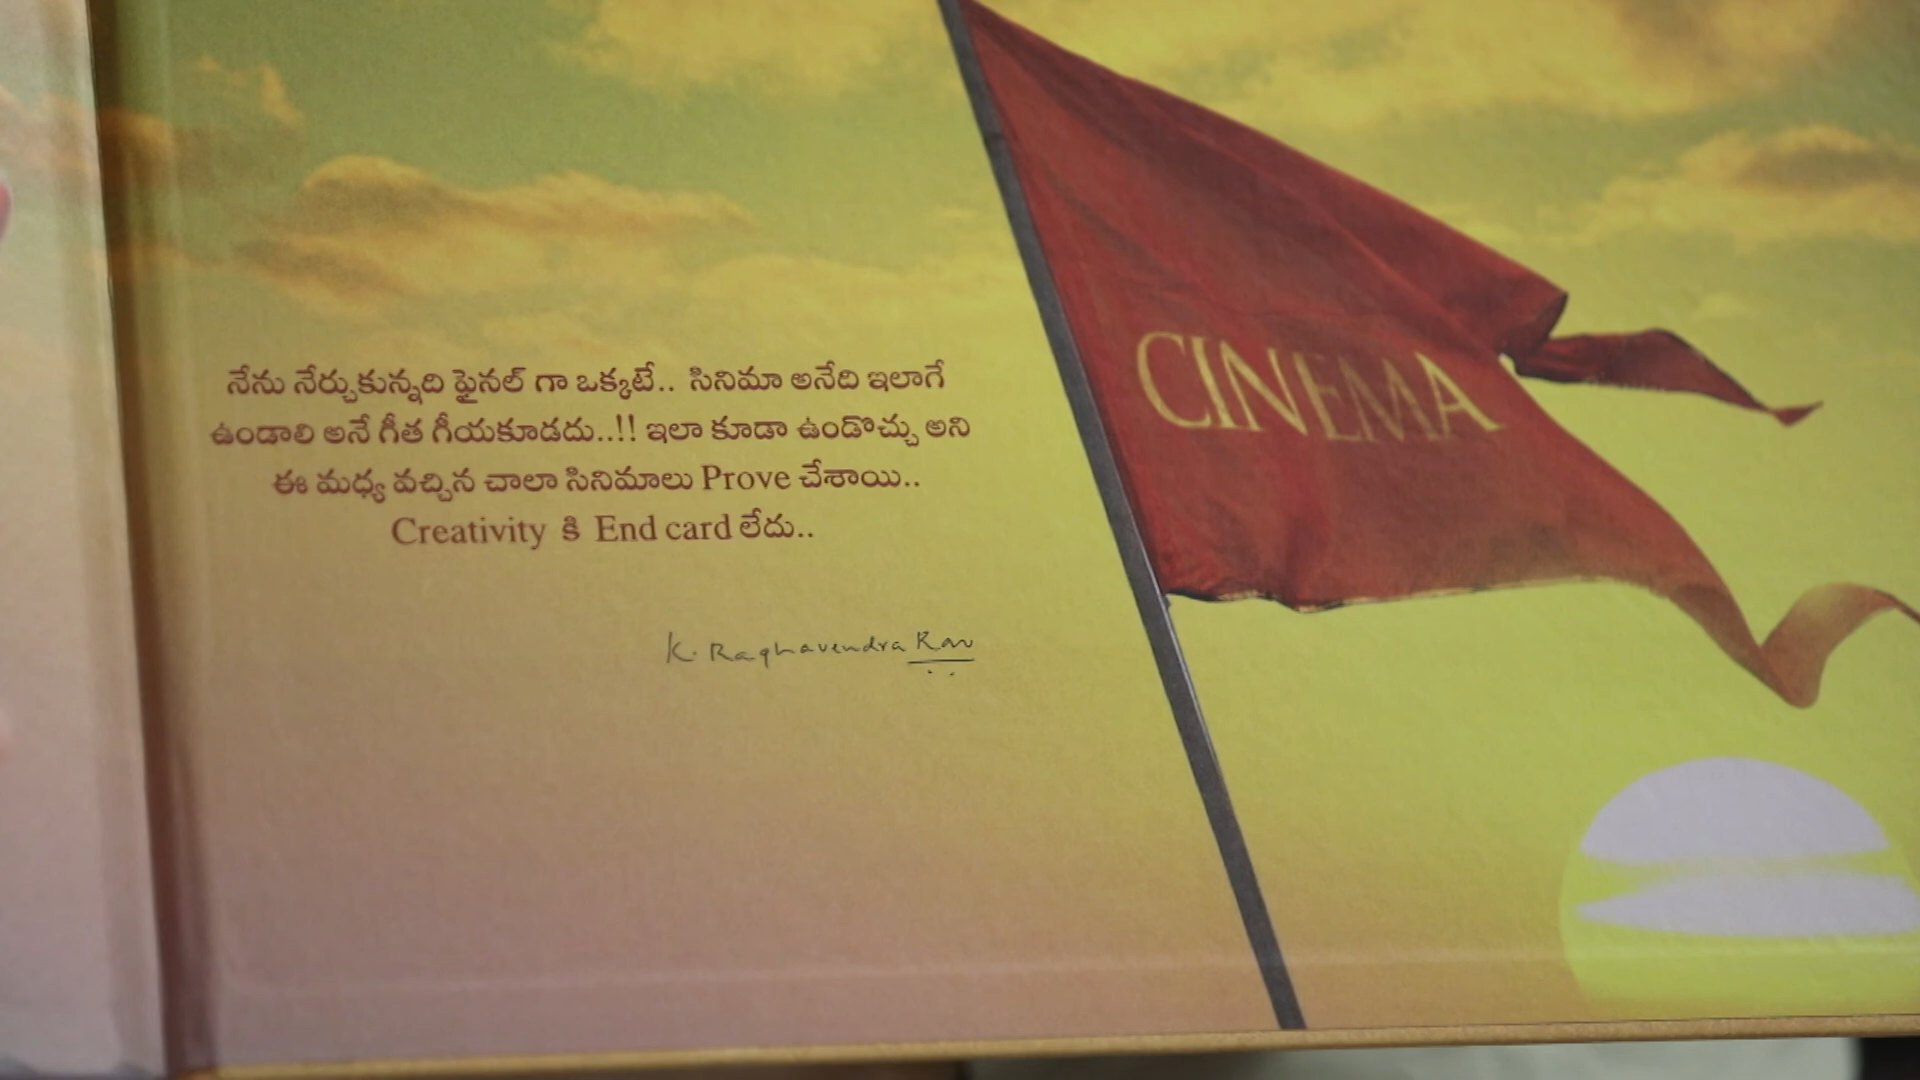 నేను నేర్చుకున్నది ఫైనల్ గా ఒక్కటే.. సినిమా అనేది ఇలాగే
ఉండాలి అనే గీత గీయకూడదు..!! ఇలా కూడా ఉండొచ్చు అని
ఈ మధ్య వచ్చిన చాలా సినిమాలు Prove చేశాయి..
Creativity కి End card లేదు..
K. Raghavendra Rao
CINEMA